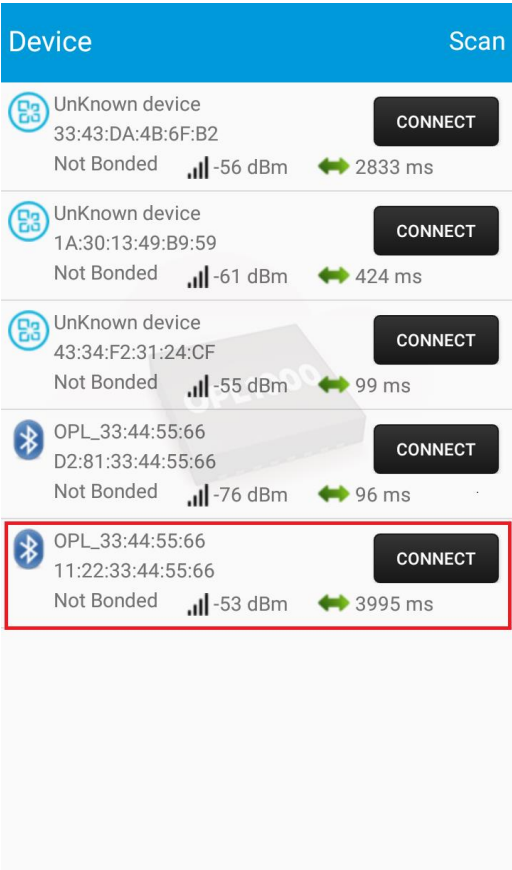 Device
Scan
UnKnown device
33:43:DA:4B:6F:B2
CONNECT
Not Bonded -56 dBm 2833 ms
UnKnown device
1A:30:13:49:B9:59
CONNECT
Not Bonded -61 dBm 424 ms
UnKnown device
43:34:F2:31:24:CF
CONNECT
Not Bonded -55 dBm 99 ms
OPL1000
OPL_33:44:55:66
D2:81:33:44:55:66
CONNECT
Not Bonded -76 dBm 96 ms
OPL_33:44:55:66
11:22:33:44:55:66
CONNECT
Not Bonded -53 dBm 3995 ms